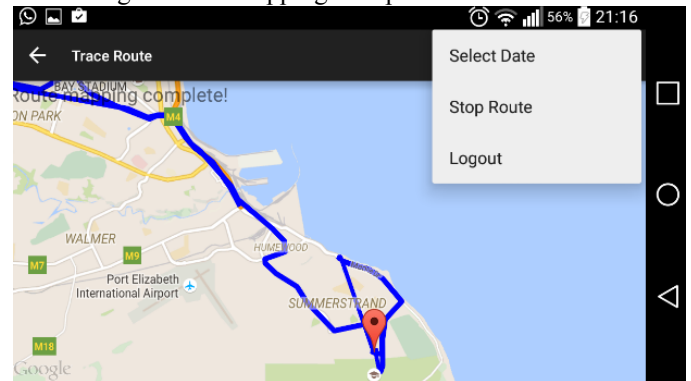 56% 21:16
Trace Route
Select Date
Stop Route
Logout
BAY STADIUM
Route mapping complete!
ON PARK
M4
WALMER
HUMEWOOD
M7
M9
Port Elizabeth
International Airport
SUMMERSTRAND
M18
Google